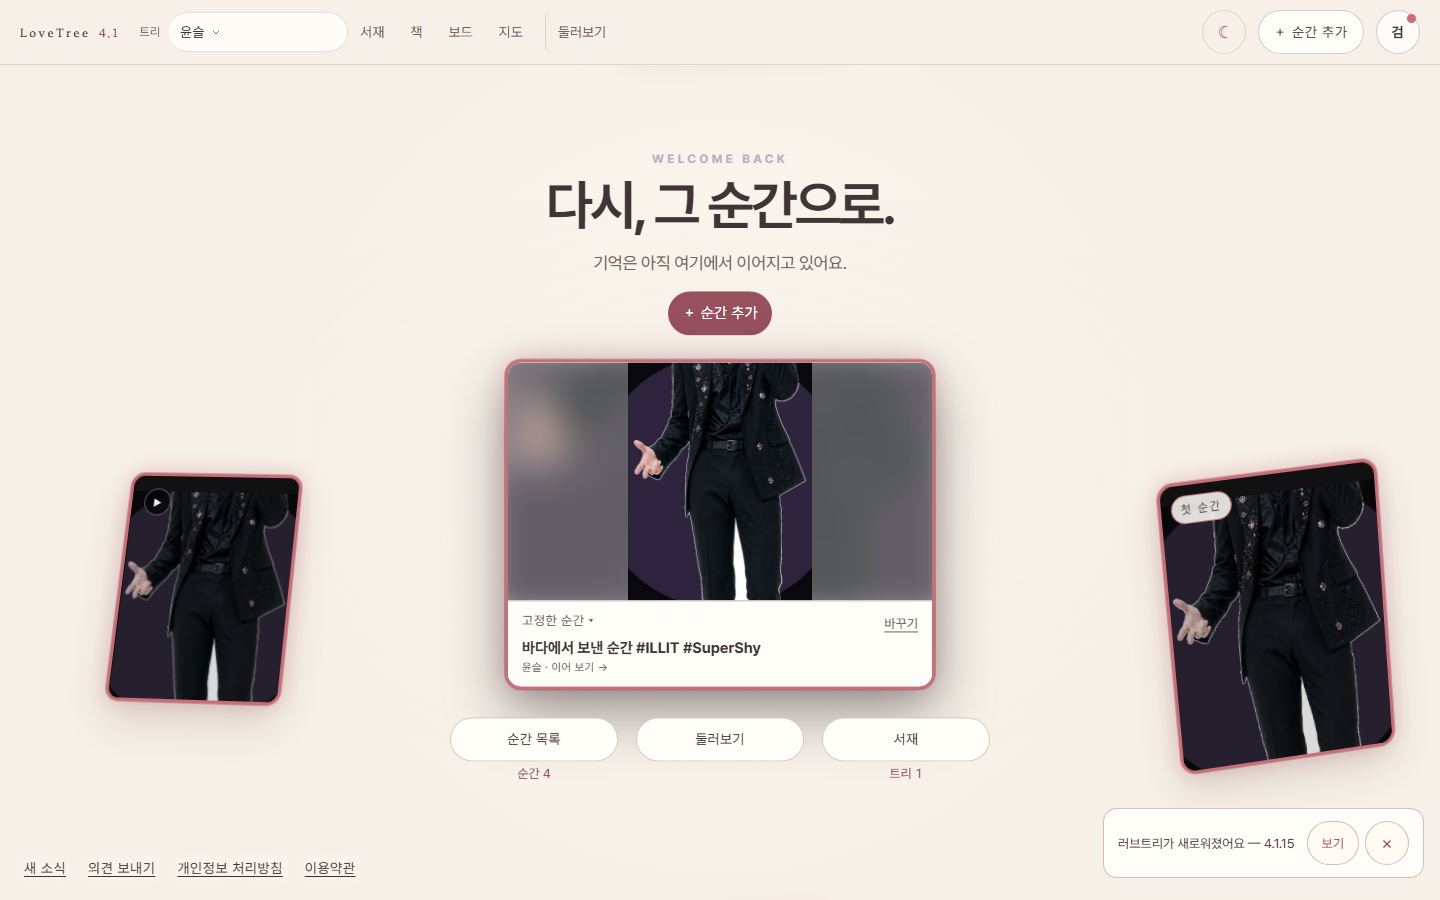 LoveTree 4.1
트리
윤슬
서재
책
보드
지도
둘러보기
+ 순간 추가
검
WELCOME BACK
다시, 그 순간으로.
기억은 아직 여기에서 이어지고 있어요.
+ 순간 추가
첫 순간
고정한 순간
바꾸기
바다에서 보낸 순간 #ILLIT #SuperShy
윤슬 · 이어 보기 →
순간 목록
둘러보기
서재
순간 4
트리 1
러브트리가 새로워졌어요 — 4.1.15
보기
×
새 소식
의견 보내기
개인정보 처리방침
이용약관